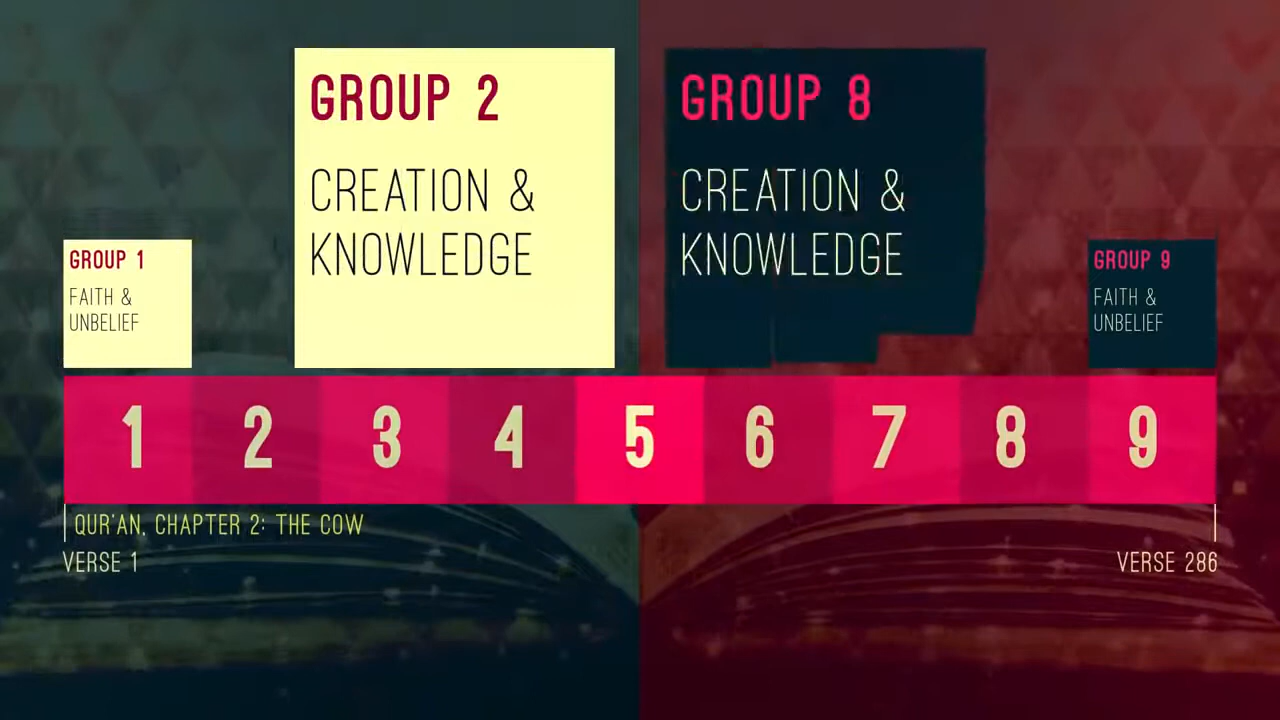 GROUP 2
CREATION &
KNOWLEDGE
GROUP 8
CREATION &
KNOWLEDGE
GROUP 1
FAITH &
UNBELIEF
GROUP 9
FAITH &
UNBELIEF
1 2 3 4 5 6 7 8 9
QUR'AN, CHAPTER 2: THE COW
VERSE 1
VERSE 286